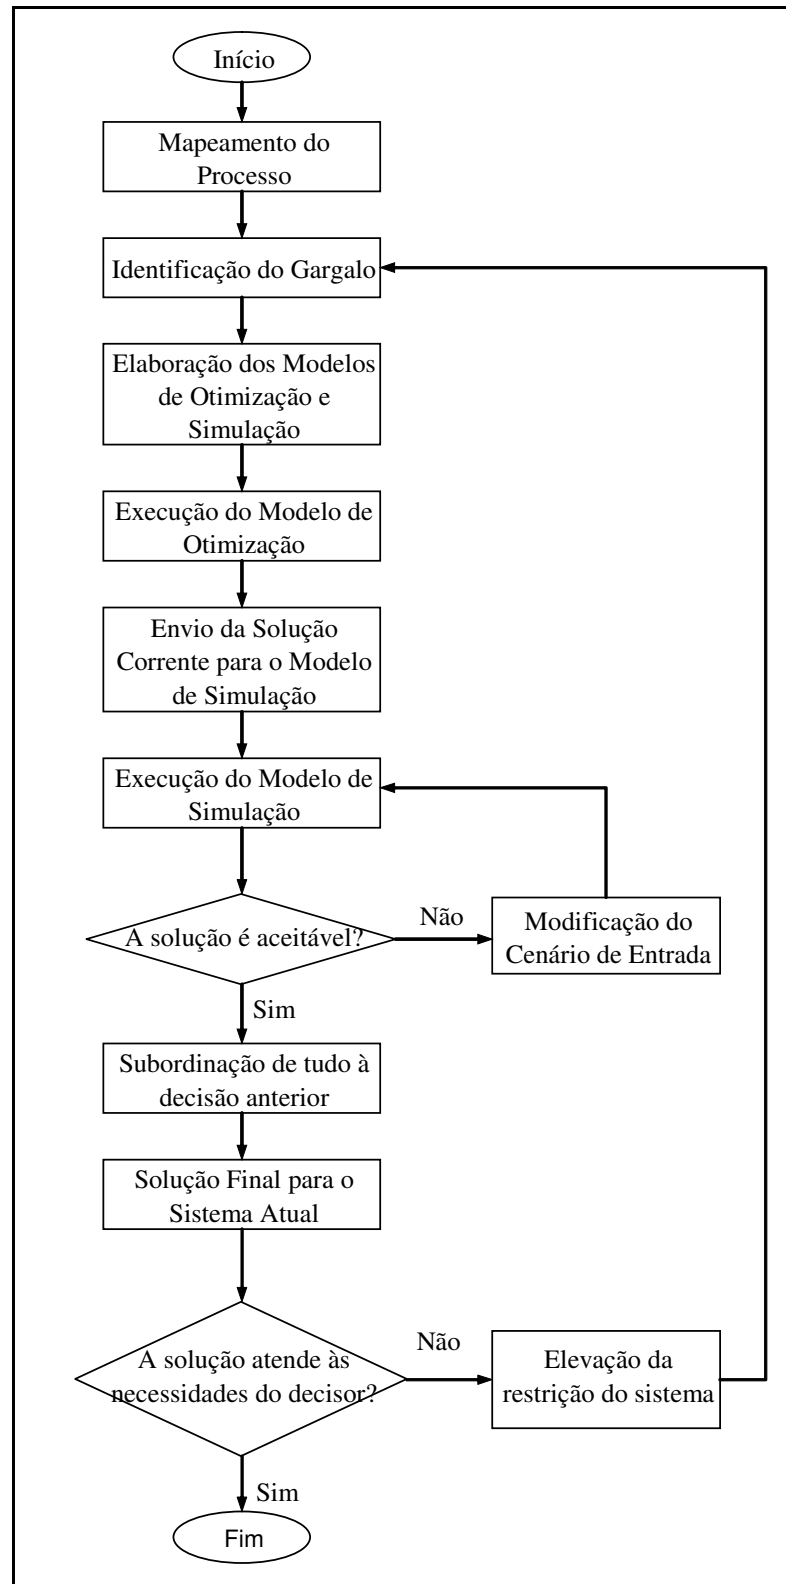 Início
Mapeamento do
Processo
Identificação do Gargalo
Elaboração dos Modelos
de Otimização e
Simulação
Execução do Modelo de
Otimização
Envio da Solução
Corrente para o Modelo
de Simulação
Execução do Modelo de
Simulação
A solução é aceitável?
Não
Modificação do
Cenário de Entrada
Sim
Subordinação de tudo à
decisão anterior
Solução Final para o
Sistema Atual
A solução atende às
necessidades do decisor?
Não
Elevação da
restrição do sistema
Sim
Fim